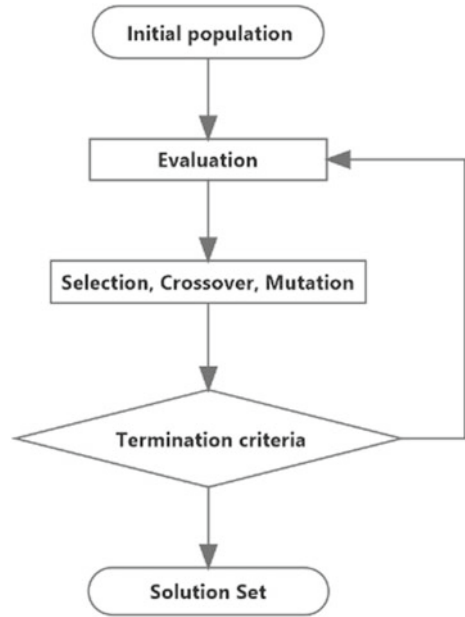 Initial population
Evaluation
Selection, Crossover, Mutation
Termination criteria
Solution Set